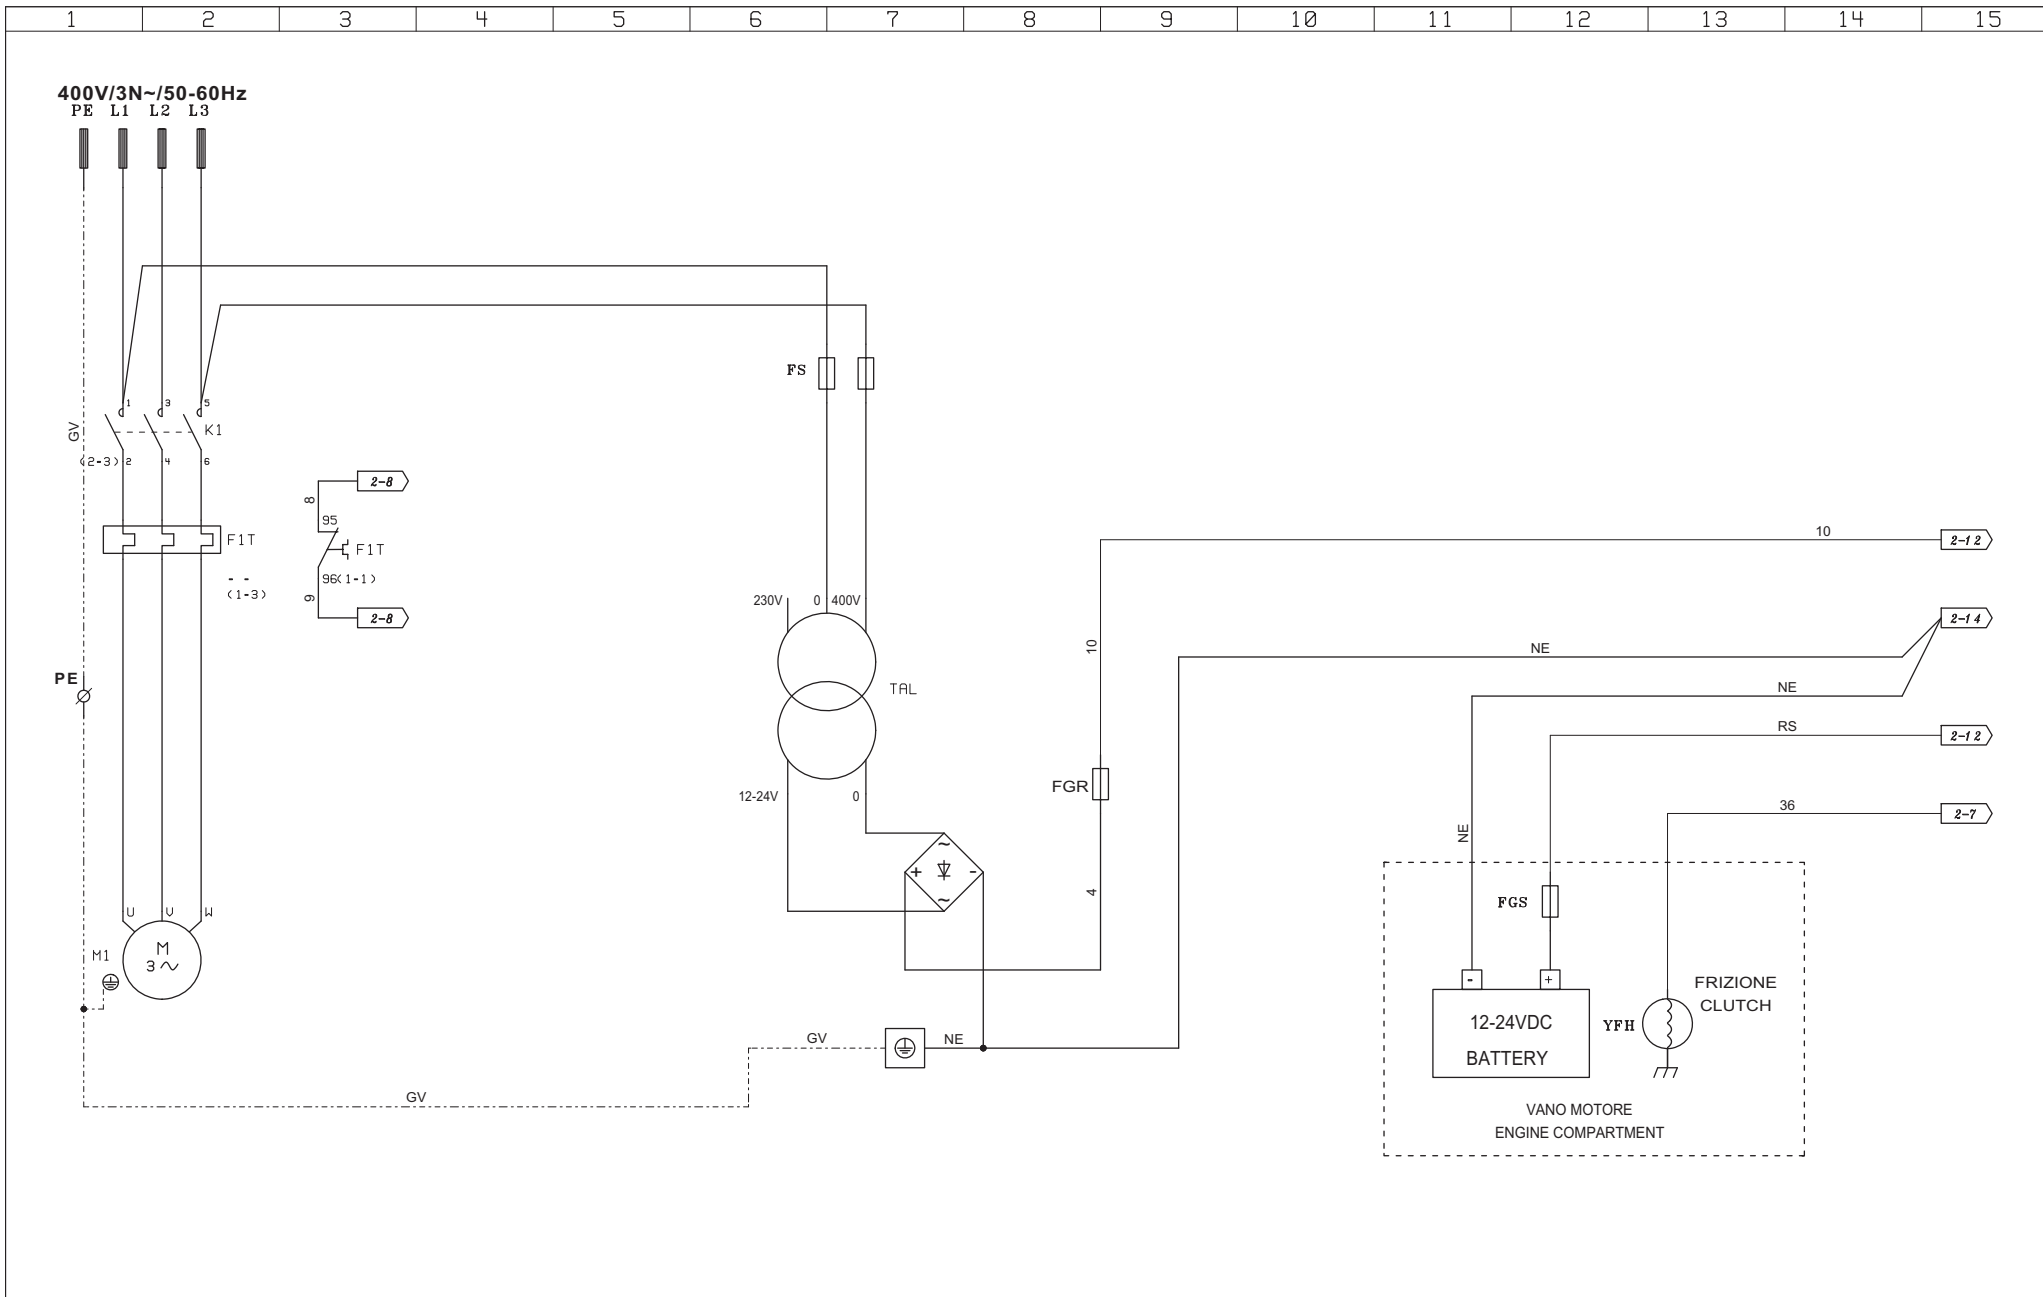 1 2 3 4 5 6 7 8 9 10 11 12 13 14 15
400V/3N~/50-60Hz
PE L1 L2 L3
FS
1 3 5
GV
K1
(2-3) 2 4 6
2-8
8
95
F1T
F1T
96(1-1)
- -
(1-3)
9
2-8
10
2-12
230V 0 400V
2-14
10
NE
PE
TAL
NE
RS
2-12
FGR
12-24V 0
36
2-7
NE
~
+ -
~
4
FGS
U V W
M1
M
3~
- +
FRIZIONE
CLUTCH
12-24VDC
BATTERY
YFH
GV
NE
GV
VANO MOTORE
ENGINE COMPARTMENT